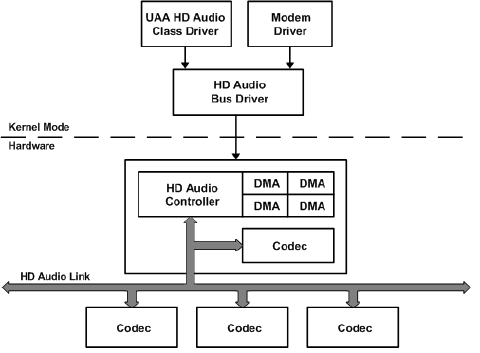 UAA HD Audio
Class Driver
Modem
Driver
HD Audio
Bus Driver
Kernel Mode
Hardware
HD Audio
Controller
DMA DMA
DMA DMA
Codec
HD Audio Link
Codec Codec Codec